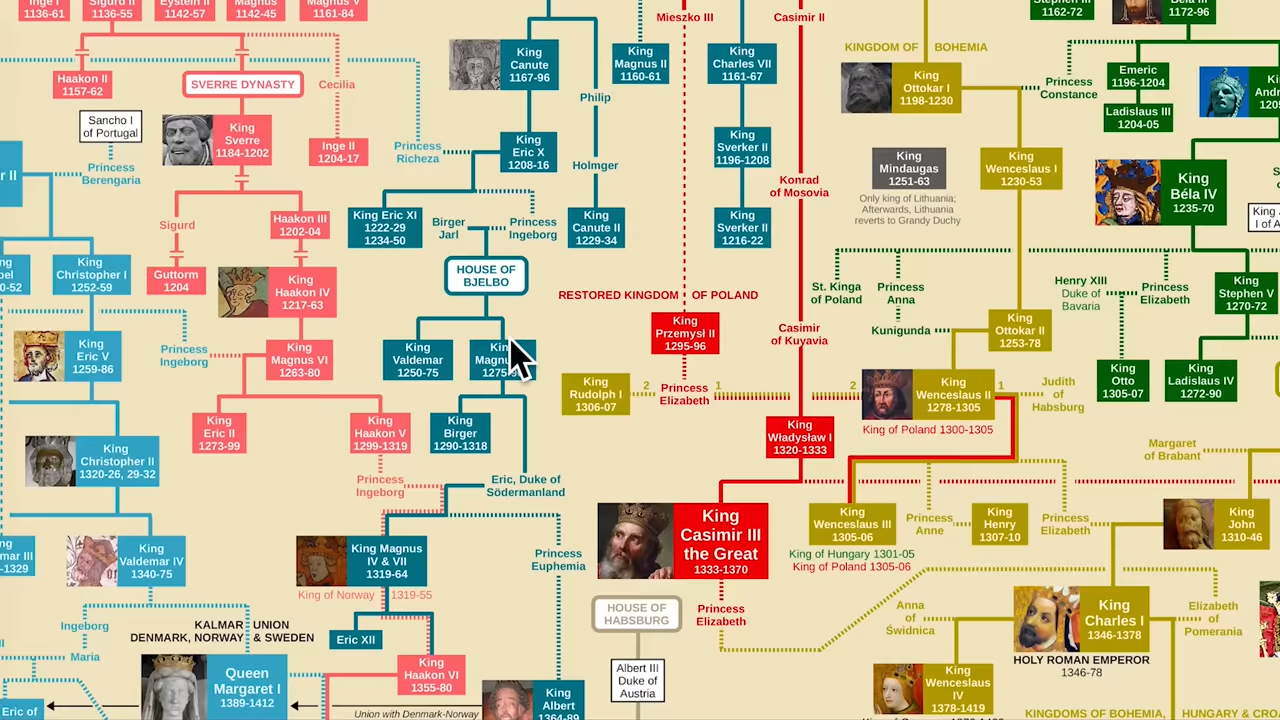 Inge I
1136-61
Sigurd II
1136-55
Eystein II
1142-57
Magnus
1142-45
Magnus V
1161-84
Mieszko III
Casimir II
Stephen III
1162-72
Béla III
1172-96
King
Canute
1167-96
King
Magnus II
1160-61
King
Charles VII
1161-67
KINGDOM OF BOHEMIA
King
Ottokar I
1198-1230
Princess
Constance
Emeric
1196-1204
Ladislaus III
1204-05
Haakon II
1157-62
SVERRE DYNASTY
Cecilia
Philip
Sancho I
of Portugal
King
Sverre
1184-1202
Inge II
1204-17
Princess
Richeza
King
Eric X
1208-16
Holmger
King
Sverker II
1196-1208
King
Mindaugas
1251-63
Only king of Lithuania;
Afterwards, Lithuania
reverts to Grandy Duchy
King
Wenceslaus I
1230-53
King
Béla IV
1235-70
Princess
Berengaria
Konrad
of Mosovia
Sigurd
Haakon III
1202-04
King Eric XI
1222-29
1234-50
Birger
Jarl
Princess
Ingeborg
King
Canute II
1229-34
King
Sverker II
1216-22
King
Christopher I
1252-59
Guttorm
1204
King
Haakon IV
1217-63
HOUSE OF
BJELBO
RESTORED KINGDOM OF POLAND
St. Kinga
of Poland
Princess
Anna
Henry XIII
Duke of
Bavaria
Princess
Elizabeth
King
Stephen V
1270-72
King
Przemysł II
1295-96
Casimir
of Kuyavia
Kunigunda
King
Ottokar II
1253-78
King
Eric V
1259-86
Princess
Ingeborg
King
Magnus VI
1263-80
King
Valdemar
1250-75
King
Rudolph I
1306-07
2
Princess
Elizabeth
1
2
King
Wenceslaus II
1278-1305
1
King of Poland 1300-1305
Judith
of
Habsburg
King
Otto
1305-07
King
Ladislaus IV
1272-90
King
Eric II
1273-99
King
Haakon V
1299-1319
King
Birger
1290-1318
King
Władysław I
1320-1333
Margaret
of Brabant
King
Christopher II
1320-26, 29-32
Princess
Ingeborg
Eric, Duke of
Södermanland
King
Casimir III
the Great
1333-1370
King
Wenceslaus III
1305-06
King of Hungary 1301-05
King of Poland 1305-06
Princess
Anne
King
Henry
1307-10
Princess
Elizabeth
King
John
1310-46
King
Valdemar IV
1340-75
King Magnus
IV & VII
1319-64
King of Norway 1319-55
Princess
Euphemia
HOUSE OF
HABSBURG
Princess
Elizabeth
Anna
of
Świdnica
King
Charles I
1346-1378
HOLY ROMAN EMPEROR
1346-78
Elizabeth
of
Pomerania
Ingeborg
Maria
KALMAR UNION
DENMARK, NORWAY & SWEDEN
Eric XII
Queen
Margaret I
1389-1412
King
Haakon VI
1355-80
Albert III
Duke of
Austria
King
Wenceslaus
IV
1378-1419
Eric of
Union with Denmark-Norway
King
Albert
1364-89
KINGDOMS OF BOHEMIA, HUNGARY & CRO